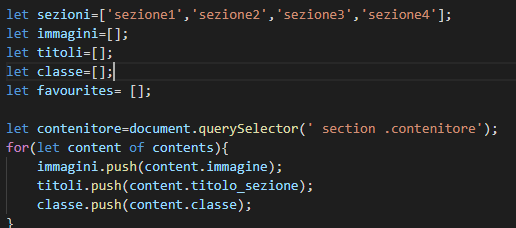 let sezioni=['sezione1','sezione2','sezione3','sezione4'];
let immagini=[];
let titoli=[];
let classe=[];
let favourites= [];
let contenitore=document.querySelector(' section .contenitore');
for(let content of contents){
    immagini.push(content.immagine);
    titoli.push(content.titolo_sezione);
    classe.push(content.classe);
}